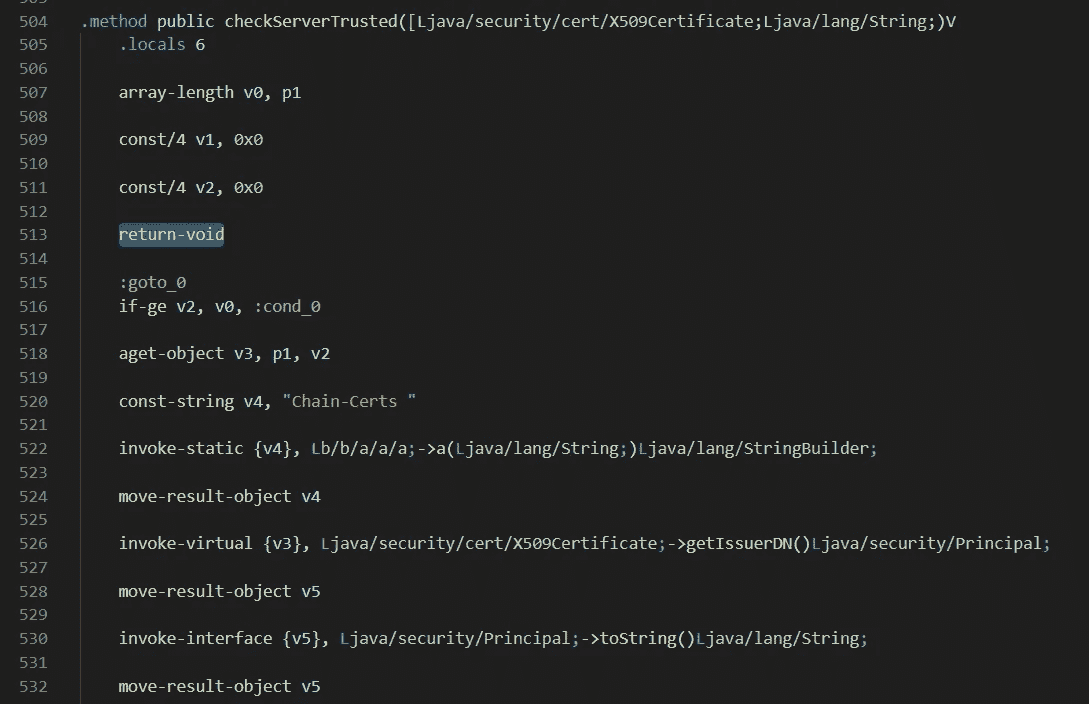 504 .method public checkServerTrusted([Ljava/security/cert/X509Certificate;Ljava/lang/String;)V
505 .locals 6
506
507 array-length v0, p1
508
509 const/4 v1, 0x0
510
511 const/4 v2, 0x0
512
513 return-void
514
515 :goto_0
516 if-ge v2, v0, :cond_0
517
518 aget-object v3, p1, v2
519
520 const-string v4, "Chain-Certs "
521
522 invoke-static {v4}, Lb/b/a/a/a;->a(Ljava/lang/String;)Ljava/lang/StringBuilder;
523
524 move-result-object v4
525
526 invoke-virtual {v3}, Ljava/security/cert/X509Certificate;->getIssuerDN()Ljava/security/Principal;
527
528 move-result-object v5
529
530 invoke-interface {v5}, Ljava/security/Principal;->toString()Ljava/lang/String;
531
532 move-result-object v5